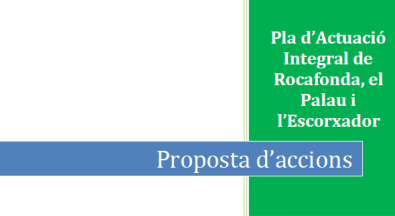 Pla d'Actuació
Integral de
Rocafonda, el
Palau i
l'Escorxador
Proposta d'accions